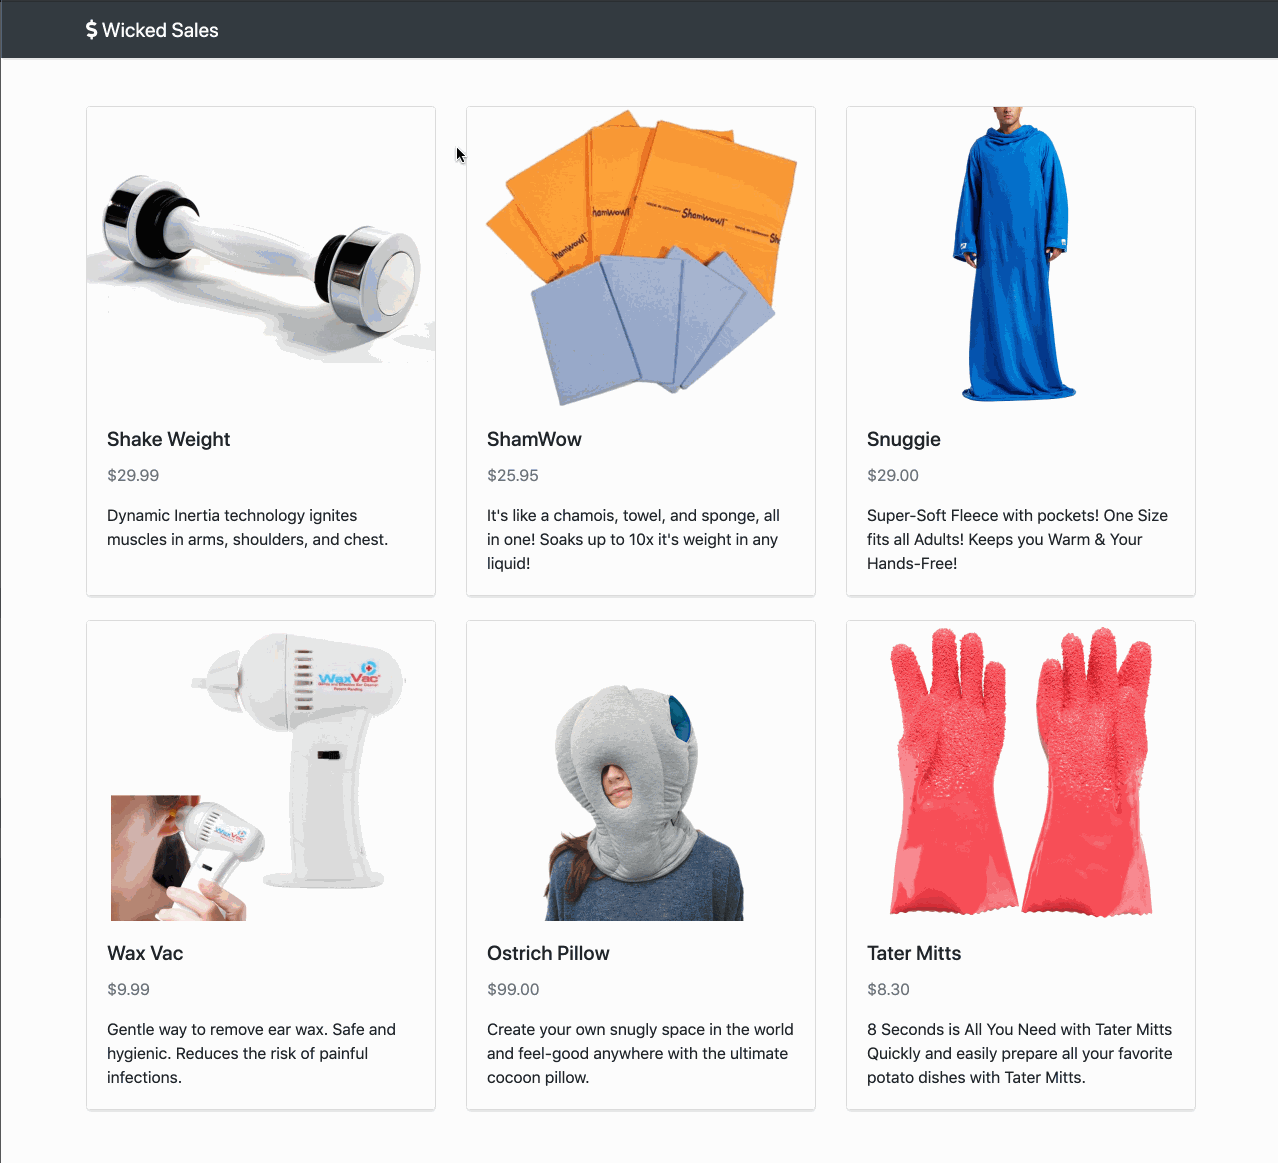 $ Wicked Sales
ShamWow!
ShamWow!
ShamWow!
Sh
Shake Weight
$29.99
Dynamic Inertia technology ignites
muscles in arms, shoulders, and chest.
ShamWow
$25.95
It's like a chamois, towel, and sponge, all
in one! Soaks up to 10x it's weight in any
liquid!
Snuggie
$29.00
Super-Soft Fleece with pockets! One Size
fits all Adults! Keeps you Warm & Your
Hands-Free!
WaxVac
WaxVac
Wax Vac
$9.99
Gentle way to remove ear wax. Safe and
hygienic. Reduces the risk of painful
infections.
Ostrich Pillow
$99.00
Create your own snugly space in the world
and feel-good anywhere with the ultimate
cocoon pillow.
Tater Mitts
$8.30
8 Seconds is All You Need with Tater Mitts
Quickly and easily prepare all your favorite
potato dishes with Tater Mitts.